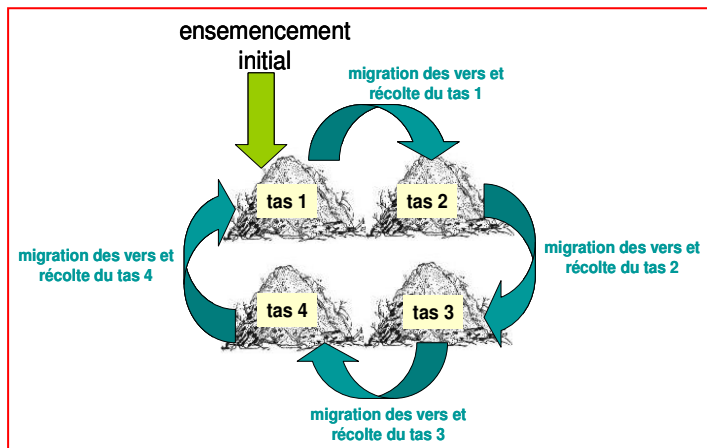 ensemencement
initial
migration des vers et
récolte du tas 1
tas 1
tas 2
migration des vers et
récolte du tas 4
migration des vers et
récolte du tas 2
tas 4
tas 3
migration des vers et
récolte du tas 3